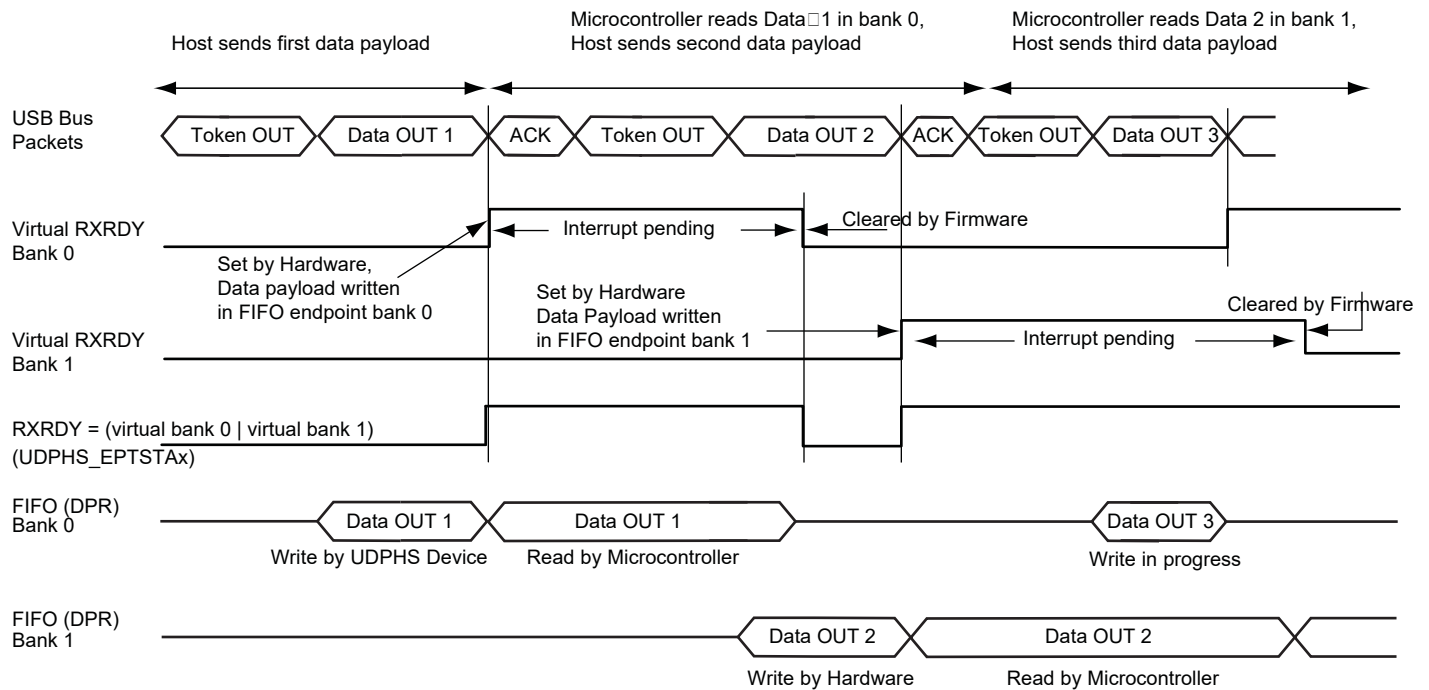 Host sends first data payload
Microcontroller reads Data□1 in bank 0,
Host sends second data payload
Microcontroller reads Data 2 in bank 1,
Host sends third data payload
USB Bus
Packets
Token OUT
Data OUT 1
ACK
Token OUT
Data OUT 2
ACK
Token OUT
Data OUT 3
Virtual RXRDY
Bank 0
Interrupt pending
Cleared by Firmware
Set by Hardware,
Data payload written
in FIFO endpoint bank 0
Set by Hardware
Data Payload written
in FIFO endpoint bank 1
Cleared by Firmware
Virtual RXRDY
Bank 1
Interrupt pending
RXRDY = (virtual bank 0 | virtual bank 1)
(UDPHS_EPTSTAx)
FIFO (DPR)
Bank 0
Data OUT 1
Data OUT 1
Data OUT 3
Write by UDPHS Device
Read by Microcontroller
Write in progress
FIFO (DPR)
Bank 1
Data OUT 2
Data OUT 2
Write by Hardware
Read by Microcontroller